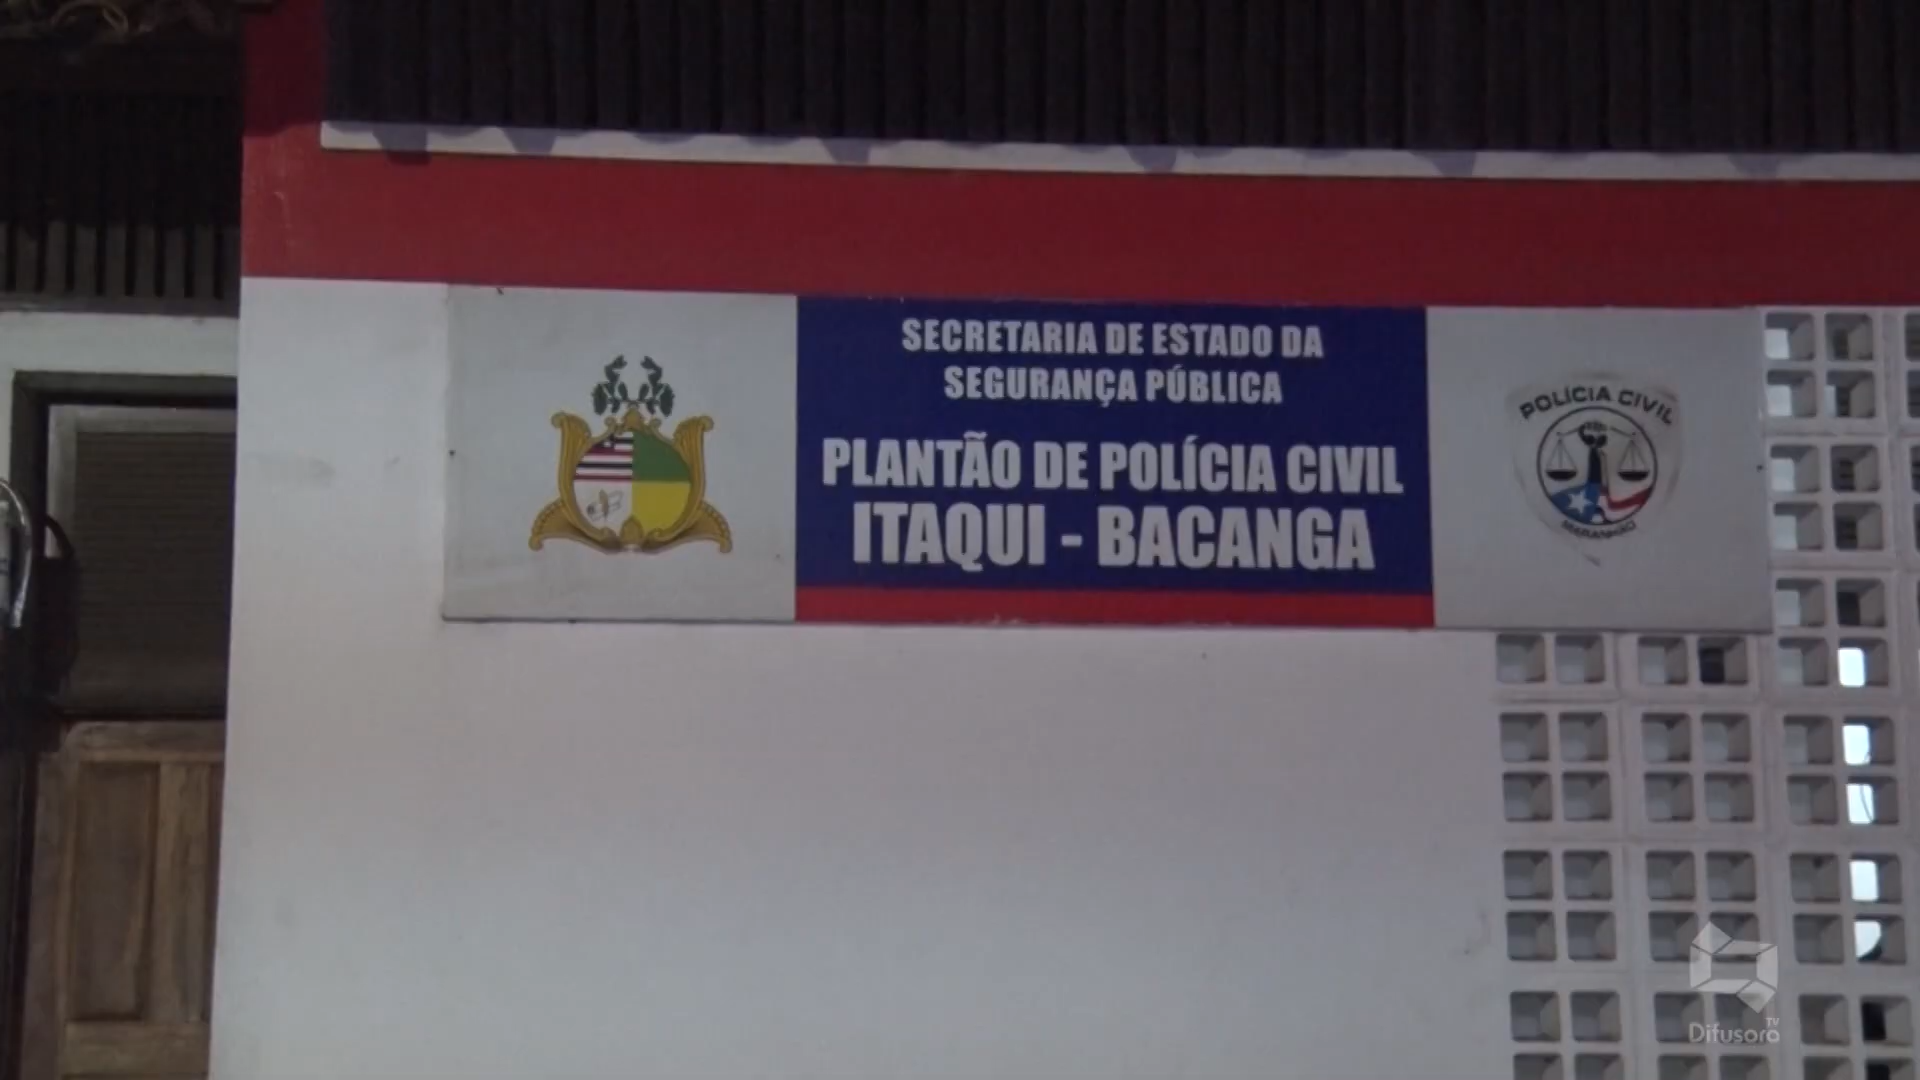 SECRETARIA DE ESTADO DA
SEGURANÇA PÚBLICA
PLANTÃO DE POLÍCIA CIVIL
ITAQUI - BACANGA
POLÍCIA CIVIL
MARANHÃO
TV
Difusora